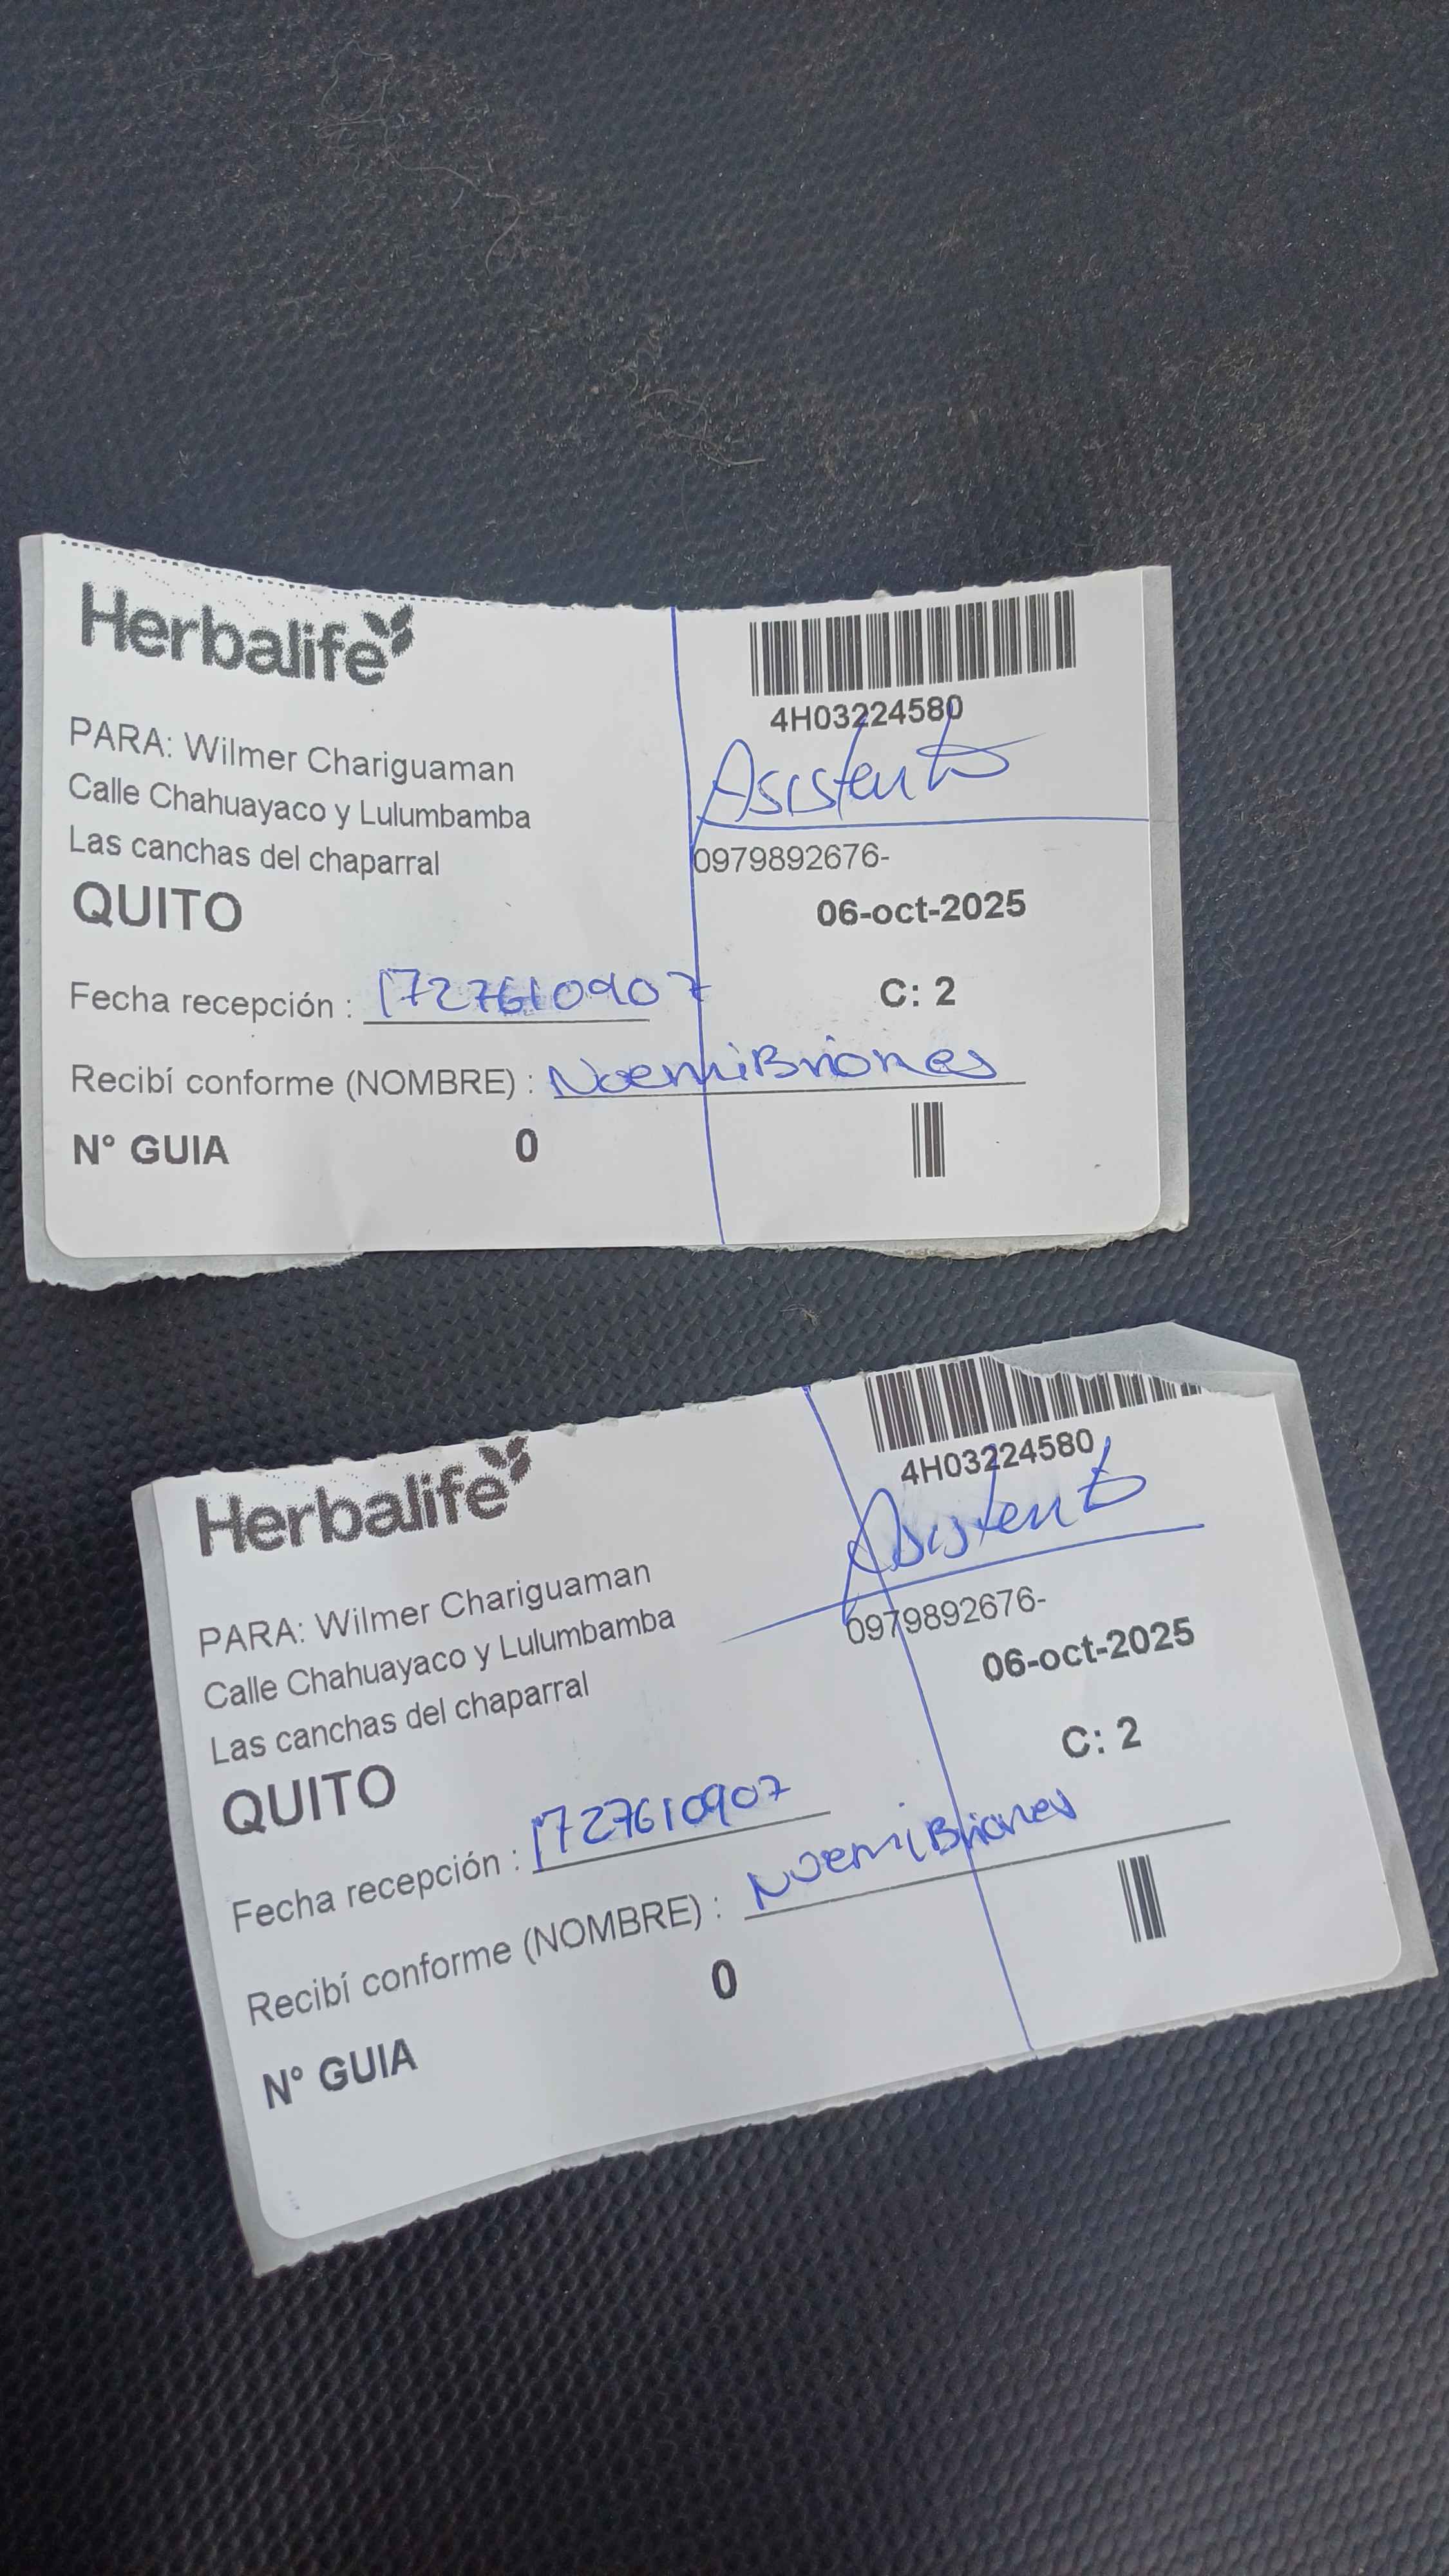 Herbalife
4H03224580
PARA: Wilmer Chariguaman
Asistente
Calle Chahuayaco y Lulumbamba
Las canchas del chaparral
0979892676-
QUITO
06-oct-2025
Fecha recepción : 1727610907
C: 2
Recibí conforme (NOMBRE) : Noemi Briones
N° GUIA 0
Herbalife
4H03224580
PARA: Wilmer Chariguaman
Asistente
Calle Chahuayaco y Lulumbamba
Las canchas del chaparral
0979892676-
QUITO
06-oct-2025
Fecha recepción : 1727610907
C: 2
Recibí conforme (NOMBRE) : Noemi Briones
N° GUIA 0